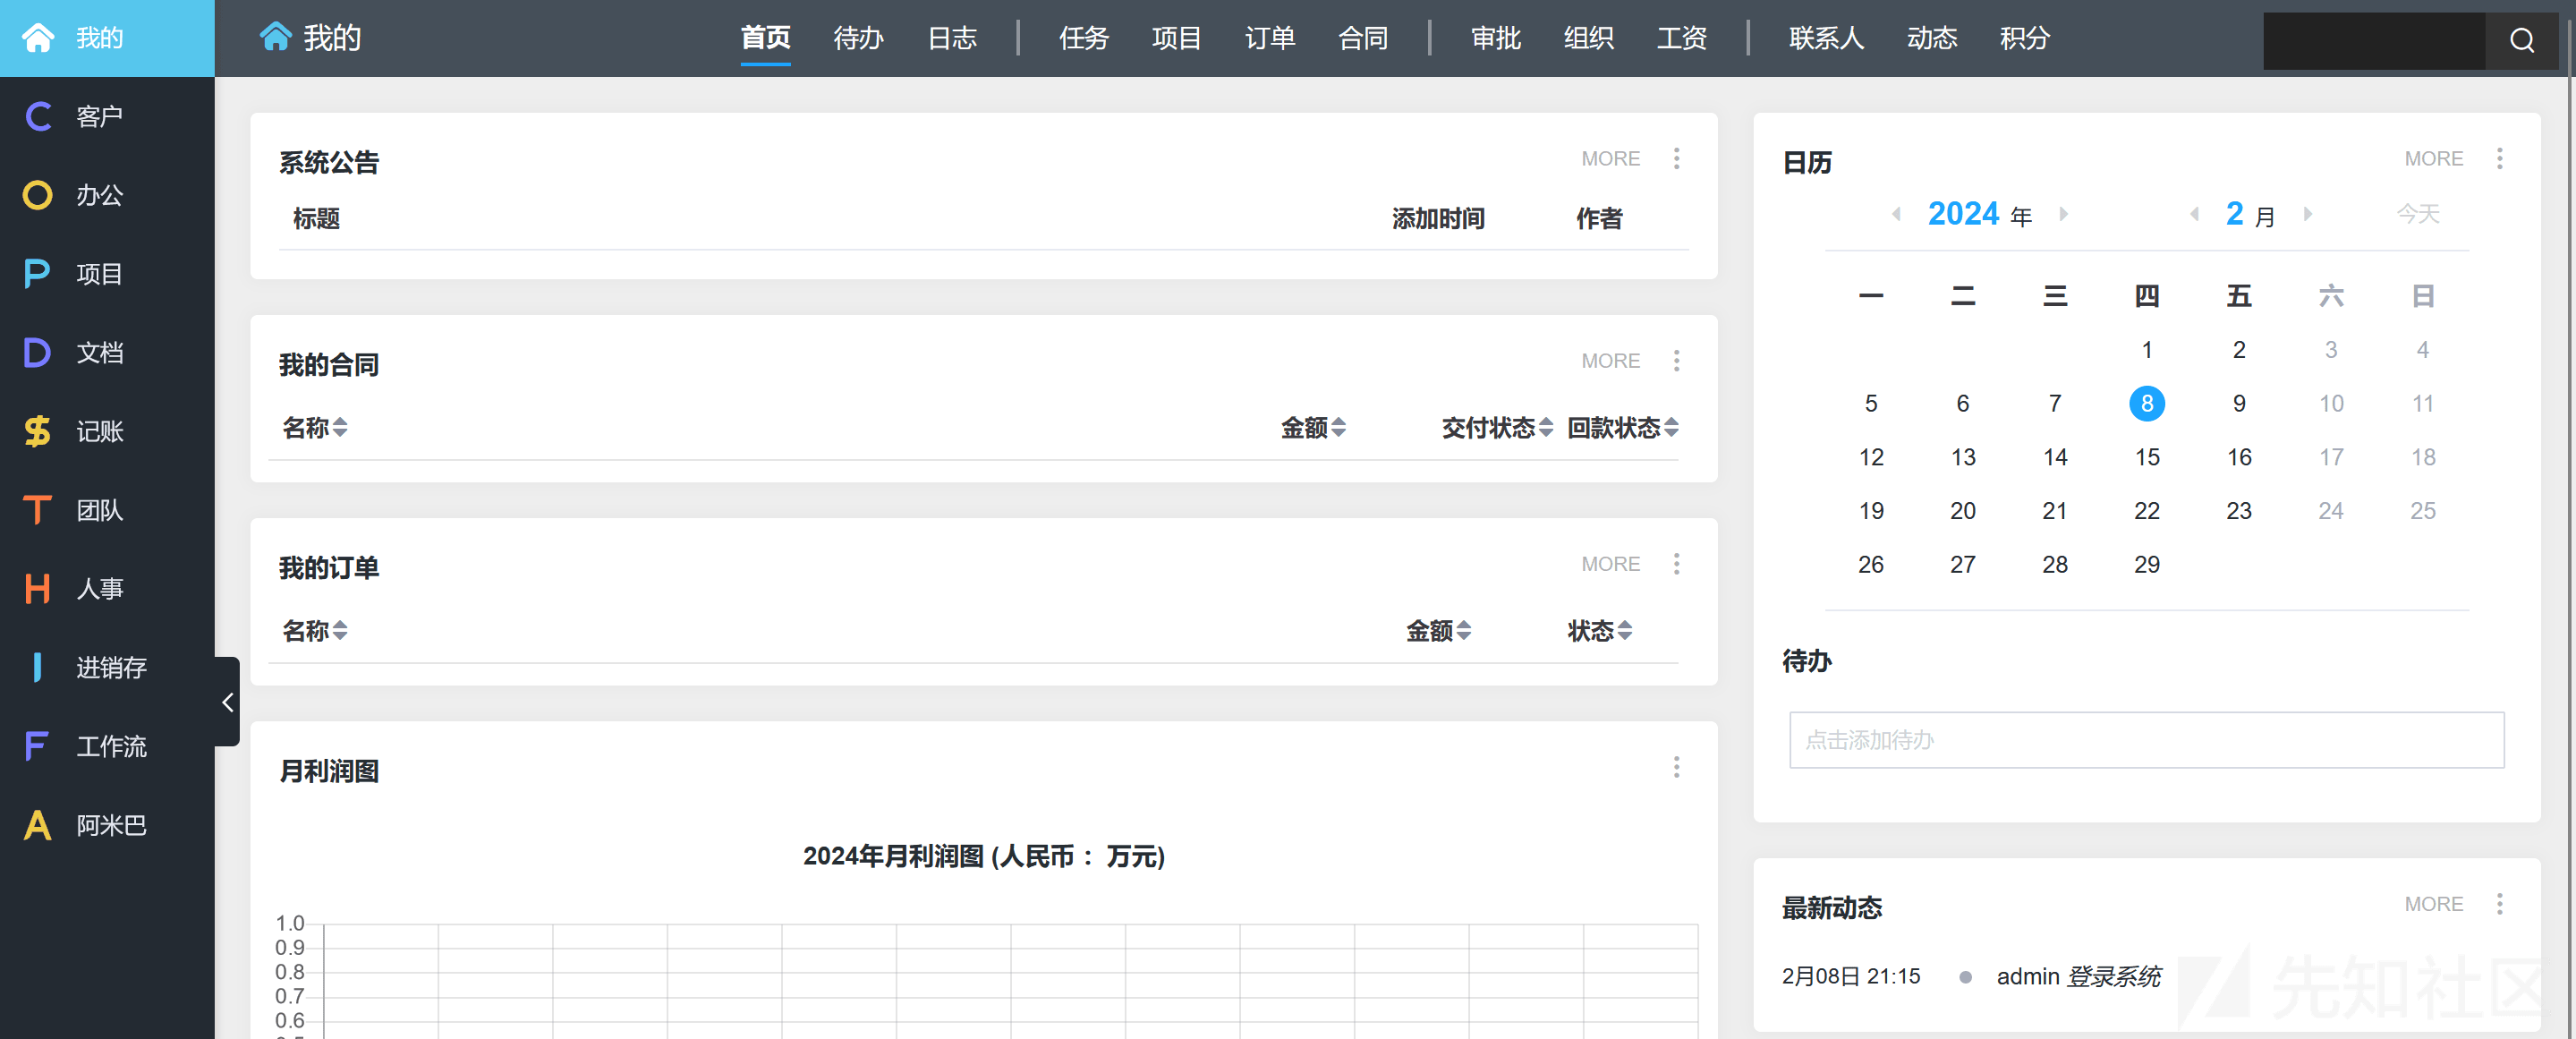 我的
客户
办公
项目
文档
记账
团队
人事
进销存
工作流
阿米巴
我的
首页 待办 日志 任务 项目 订单 合同 审批 组织 工资 联系人 动态 积分
系统公告 MORE
标题 添加时间 作者
我的合同 MORE
名称 金额 交付状态 回款状态
我的订单 MORE
名称 金额 状态
月利润图
2024年月利润图 (人民币 : 万元)
1.0
0.9
0.8
0.7
0.6
日历 MORE
2024 年 2 月 今天
一 二 三 四 五 六 日
1 2 3 4
5 6 7 8 9 10 11
12 13 14 15 16 17 18
19 20 21 22 23 24 25
26 27 28 29
待办
点击添加待办
最新动态 MORE
2月08日 21:15 admin 登录系统
先知社区